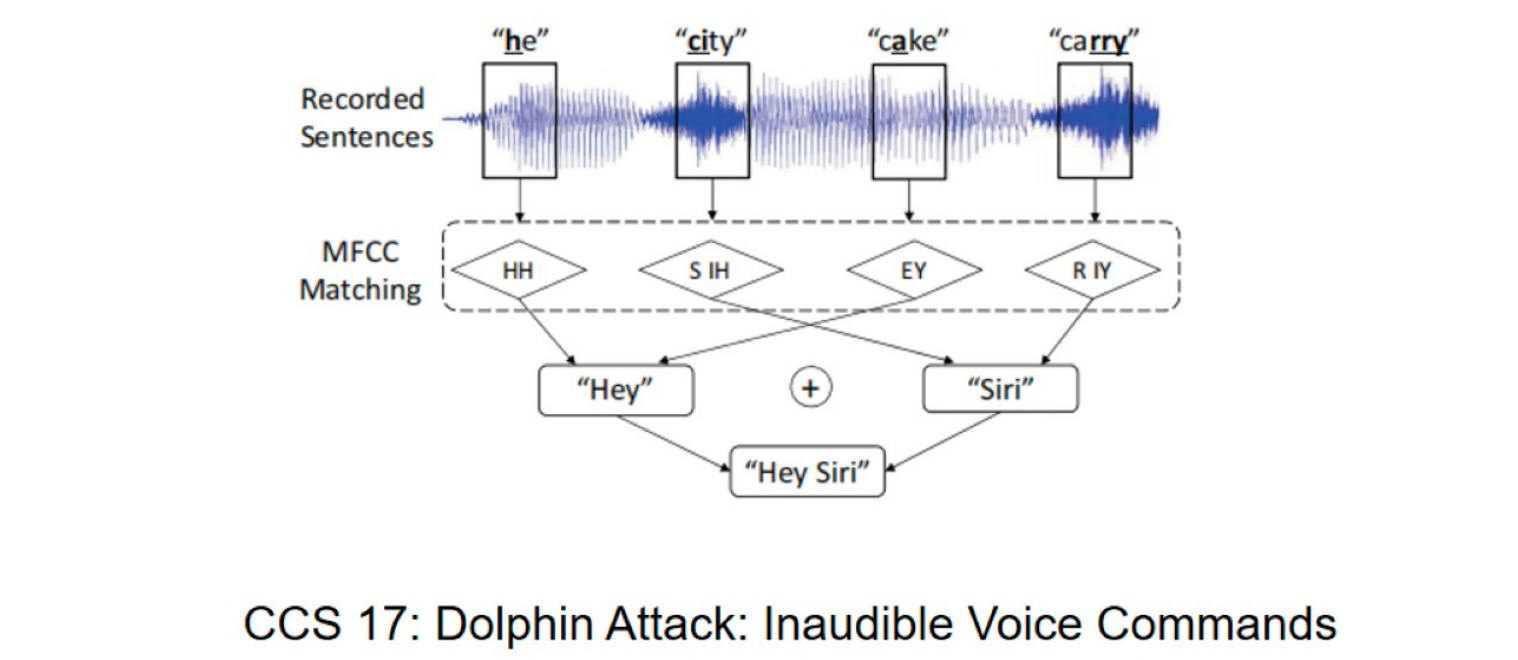 “he” “city” “cake” “carry”
Recorded
Sentences
MFCC
Matching
HH S IH EY R IY
“Hey” + “Siri”
“Hey Siri”
CCS 17: Dolphin Attack: Inaudible Voice Commands